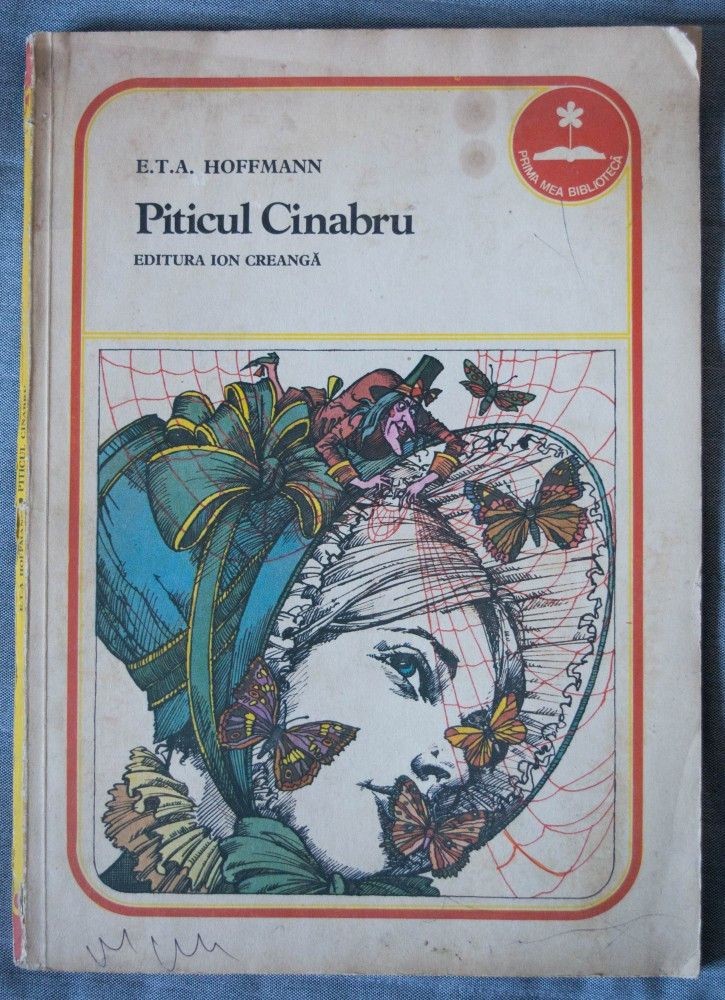 E.T.A. HOFFMANN
Piticul Cinabru
EDITURA ION CREANGĂ
PRIMA MEA BIBLIOTECĂ
E.T.A. HOFFMANN • PITICUL CINABRU